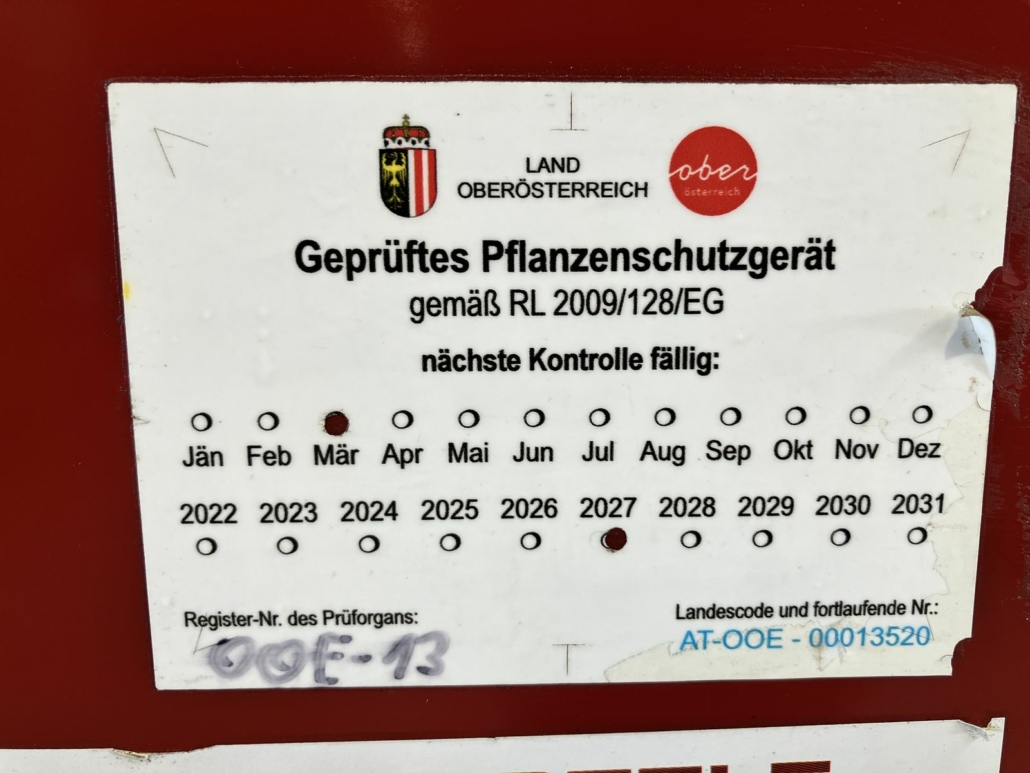 LAND
OBERÖSTERREICH
ober
österreich
Geprüftes Pflanzenschutzgerät
gemäß RL 2009/128/EG
nächste Kontrolle fällig:
Jän Feb Mär Apr Mai Jun Jul Aug Sep Okt Nov Dez
2022 2023 2024 2025 2026 2027 2028 2029 2030 2031
Register-Nr. des Prüforgans:
OOE-13
Landescode und fortlaufende Nr.:
AT-OOE - 00013520